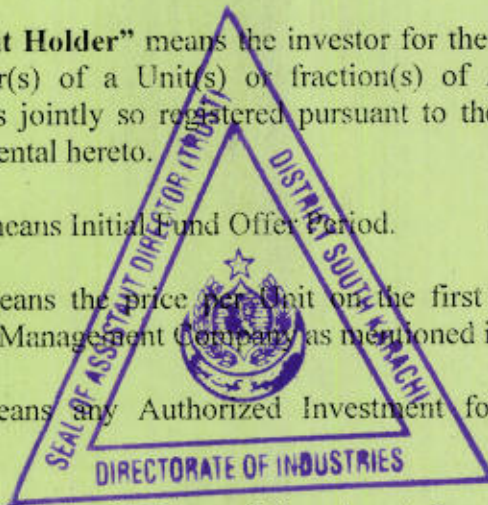 t Holder” means the investor for the
r(s) of a Unit(s) or fraction(s) of
s jointly so registered pursuant to the
ental hereto.
neans Initial Fund Offer Period.
eans the price per Unit on the first
Management Company as mentioned i
eans any Authorized Investment fo
SEAL OF ASSISTANT DIRECTOR (TRUST)
DISTRICT SOUTH KARACHI
DIRECTORATE OF INDUSTRIES